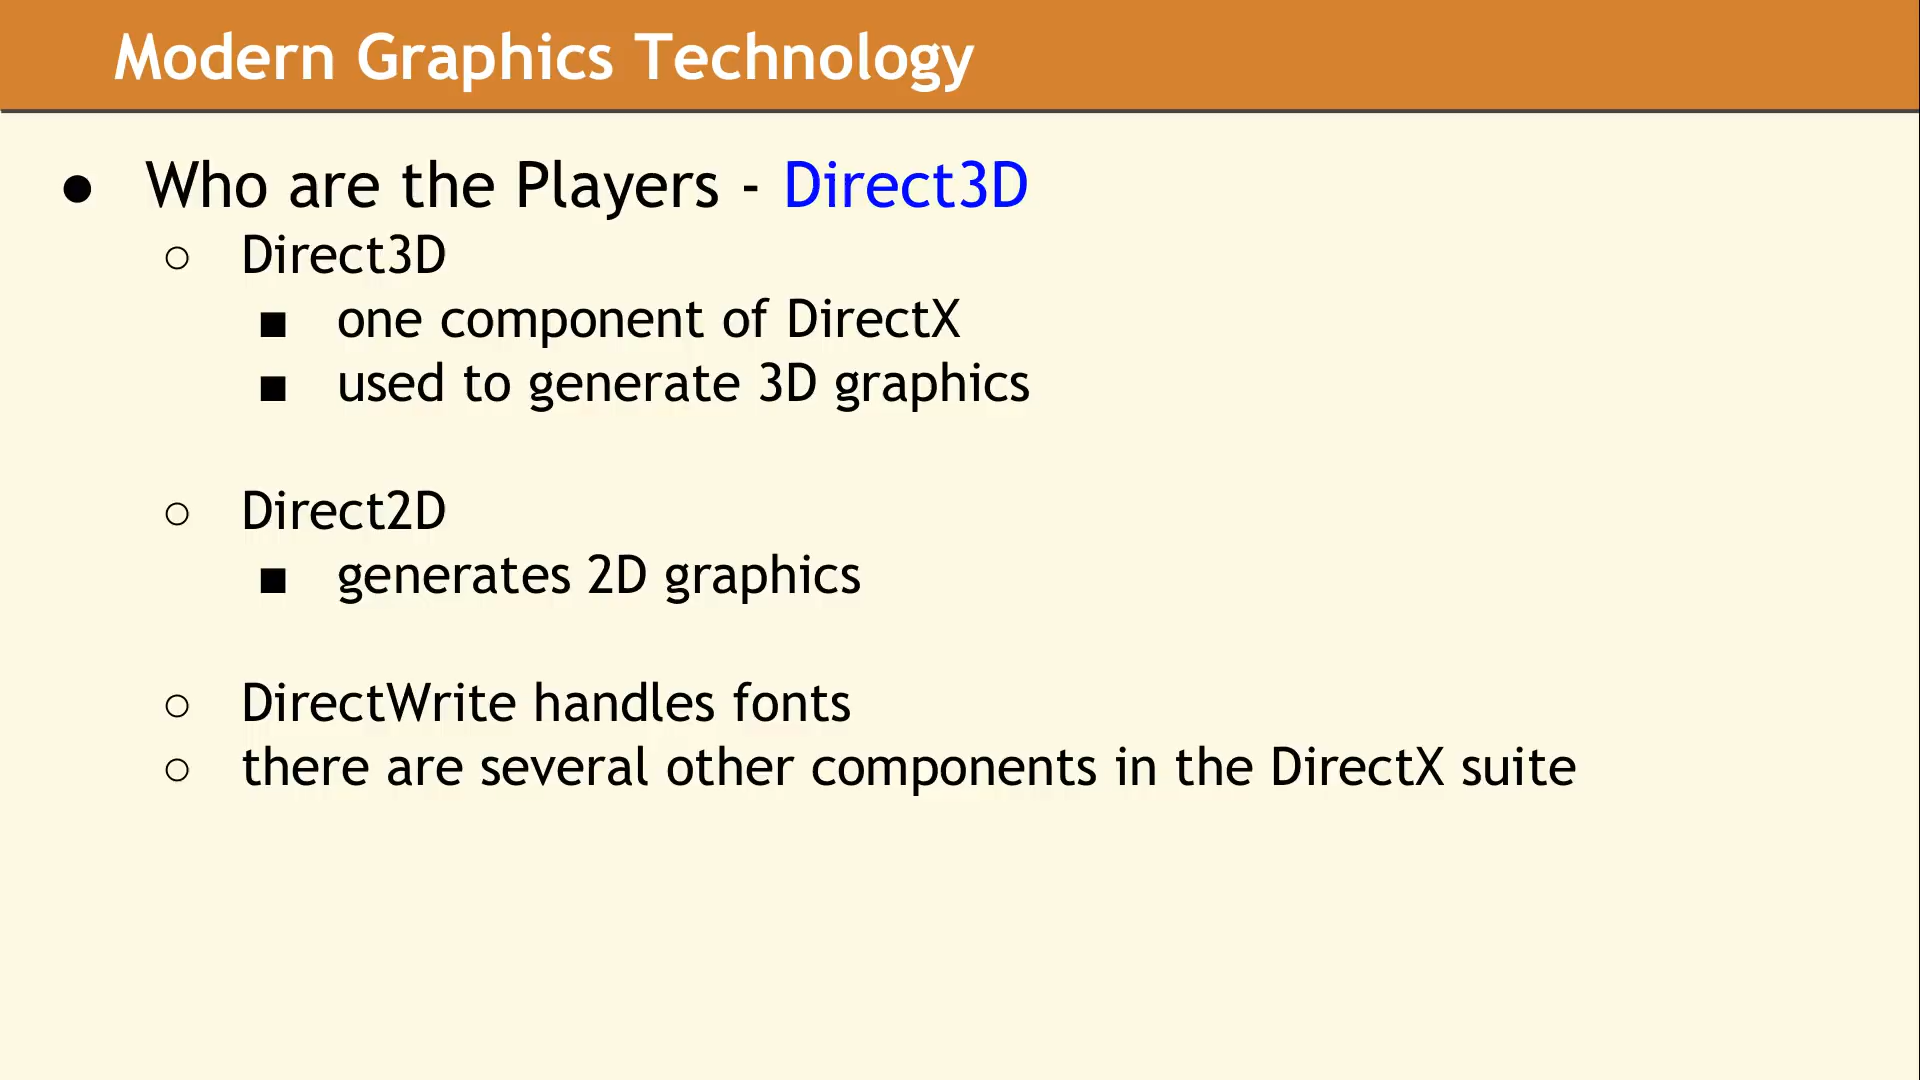 Modern Graphics Technology
● Who are the Players - Direct3D
○ Direct3D
■ one component of DirectX
■ used to generate 3D graphics
○ Direct2D
■ generates 2D graphics
○ DirectWrite handles fonts
○ there are several other components in the DirectX suite